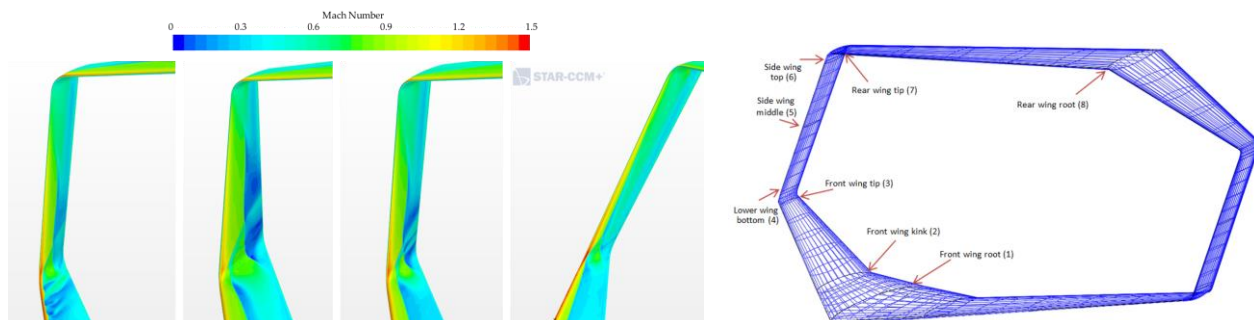 Mach Number
0 0.3 0.6 0.9 1.2 1.5
STAR-CCM+
Side wing
top (6)
Rear wing tip (7)
Side wing
middle (5)
Rear wing root (8)
Front wing tip (3)
Lower wing
bottom (4)
Front wing kink (2)
Front wing root (1)